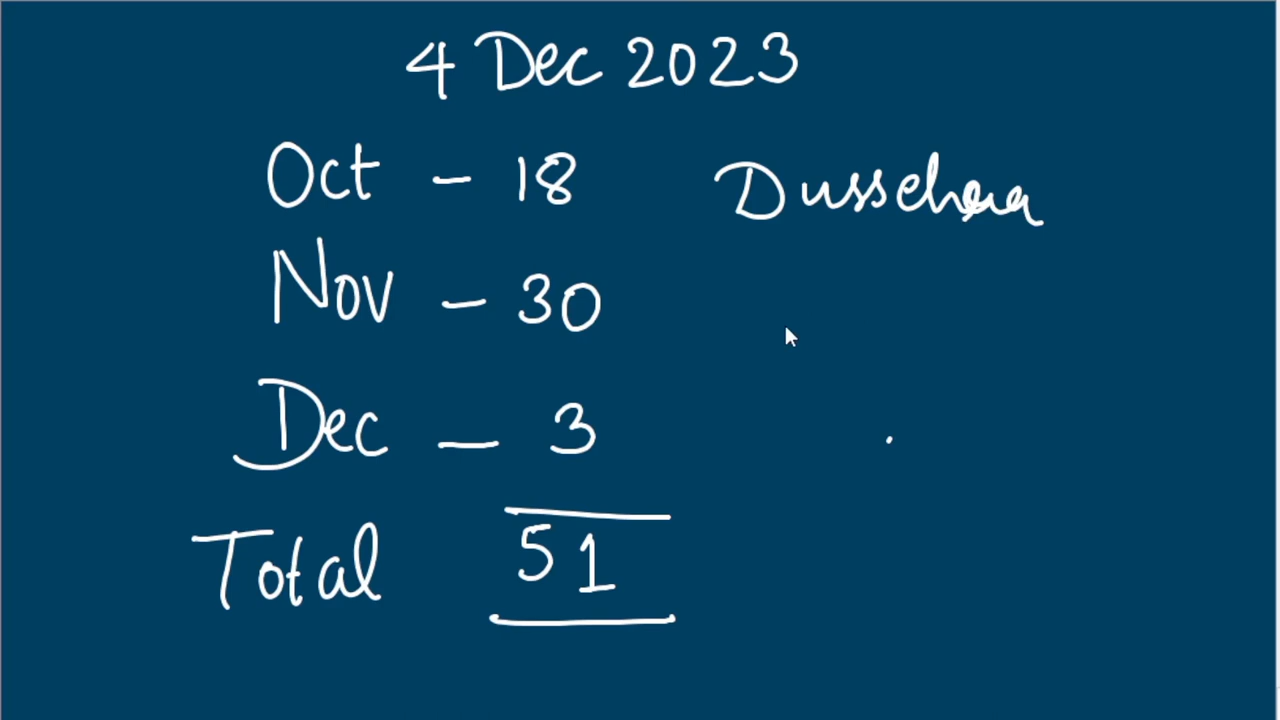 4 Dec 2023
Oct - 18 Dussehra
Nov - 30
Dec - 3
Total 51